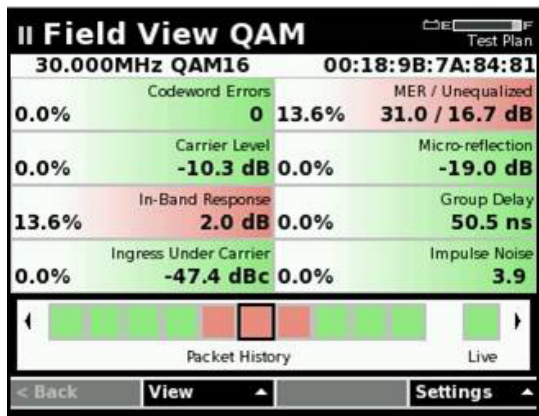 II Field View QAM
E F
Test Plan
30.000MHz QAM16 00:18:9B:7A:84:81
Codeword Errors MER / Unequalized
0.0% 0 13.6% 31.0 / 16.7 dB
Carrier Level Micro-reflection
0.0% -10.3 dB 0.0% -19.0 dB
In-Band Response Group Delay
13.6% 2.0 dB 0.0% 50.5 ns
Ingress Under Carrier Impulse Noise
0.0% -47.4 dBc 0.0% 3.9
Packet History Live
< Back View Settings